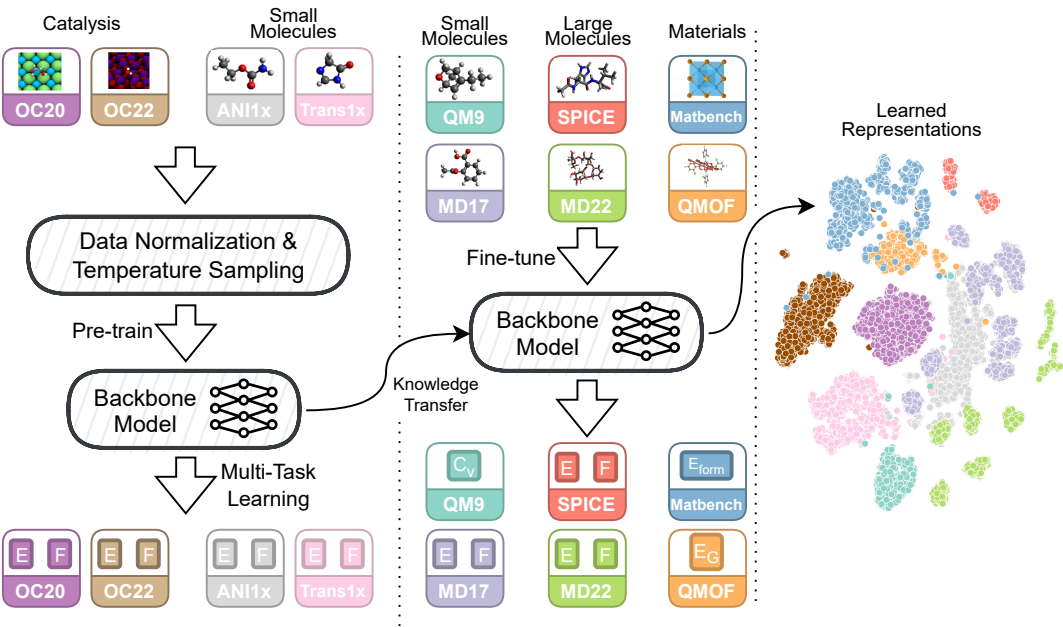 Catalysis
Small
Molecules
OC20
OC22
ANI1x
Trans1x
Data Normalization &
Temperature Sampling
Pre-train
Backbone
Model
Multi-Task
Learning
E F
OC20
E F
OC22
E F
ANI1x
E F
Trans1x
Knowledge
Transfer
Small
Molecules
Large
Molecules
Materials
QM9
SPICE
Matbench
MD17
MD22
QMOF
Fine-tune
Backbone
Model
Cv
QM9
E F
SPICE
Eform
Matbench
E F
MD17
E F
MD22
EG
QMOF
Learned
Representations